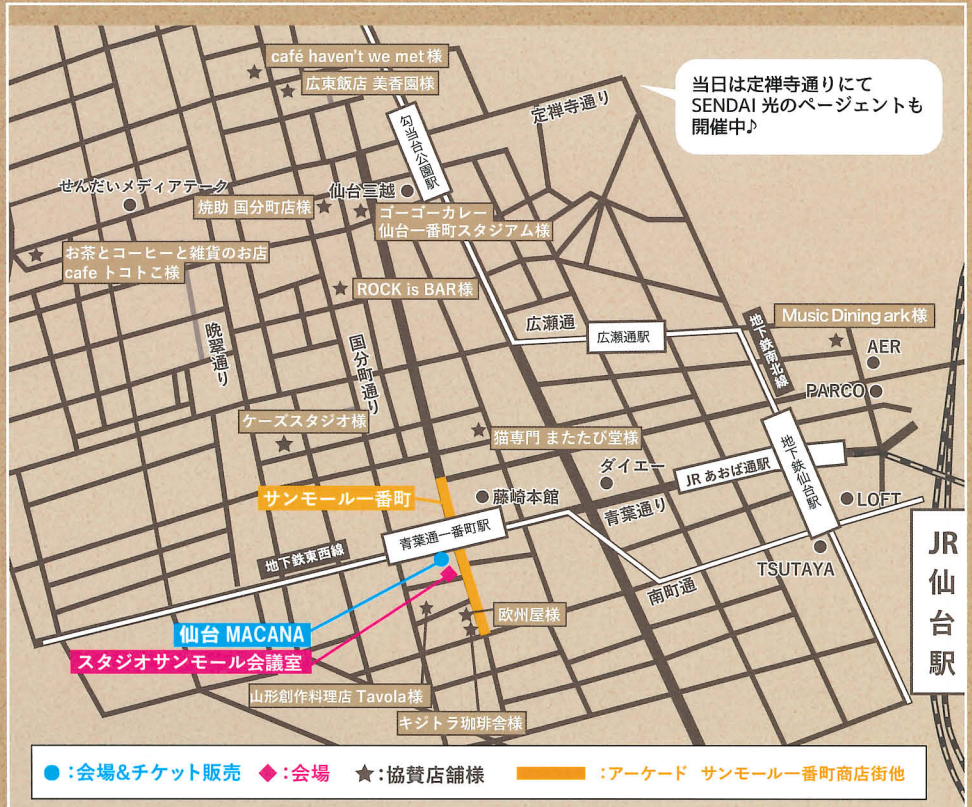 café haven't we met様
広東飯店 美香園様
当日は定禅寺通りにて
SENDAI 光のページェントも
開催中♪
定禅寺通り
勾当台公園駅
せんだいメディアテーク
仙台三越
焼助 国分町店様
ゴーゴーカレー
仙台一番町スタジアム様
お茶とコーヒーと雑貨のお店
cafe トコトこ様
ROCK is BAR様
晩翠通り
国分町通り
広瀬通
広瀬通駅
地下鉄南北線
Music Dining ark様
AER
PARCO
ケーズスタジオ様
猫専門 またたび堂様
ダイエー
JR あおば通駅
地下鉄仙台駅
サンモール一番町
藤崎本館
青葉通り
LOFT
青葉通一番町駅
地下鉄東西線
TSUTAYA
南町通
JR仙台駅
欧州屋様
仙台 MACANA
スタジオサンモール会議室
山形創作料理店 Tavola様
キジトラ珈琲舎様
:会場&チケット販売 :会場 :協賛店舗様 :アーケード サンモール一番町商店街他